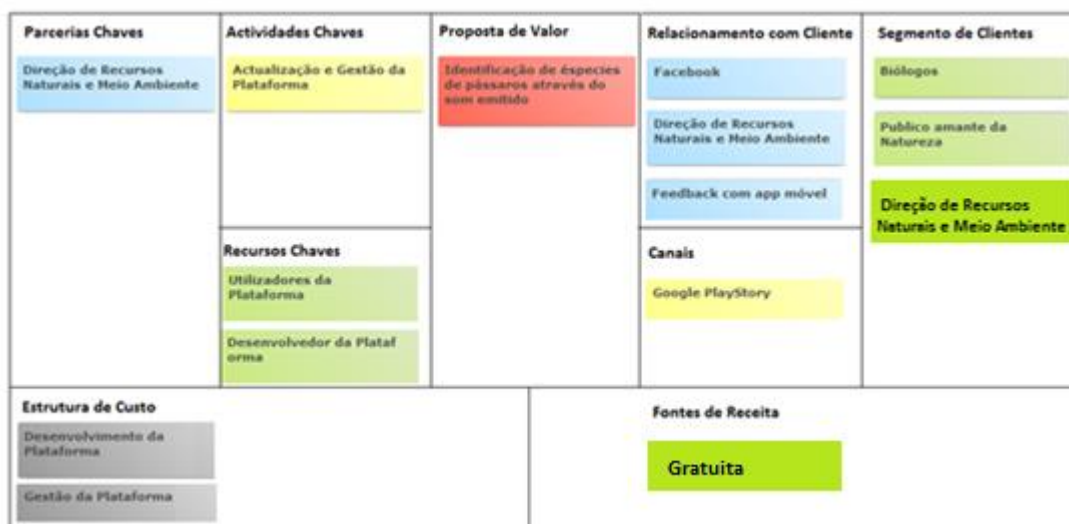 Parcerias Chaves
Direção de Recursos
Naturais e Meio Ambiente
Actividades Chaves
Actualização e Gestão da
Plataforma
Recursos Chaves
Utilizadores da
Plataforma
Desenvolvedor da Plataf
orma
Proposta de Valor
Identificação de éspecies
de pássaros através do
som emitido
Relacionamento com Cliente
Facebook
Direção de Recursos
Naturais e Meio Ambiente
Feedback com app móvel
Canais
Google PlayStory
Segmento de Clientes
Biólogos
Publico amante da
Natureza
Direção de Recursos
Naturais e Meio Ambiente
Estrutura de Custo
Desenvolvimento da
Plataforma
Gestão da Plataforma
Fontes de Receita
Gratuita